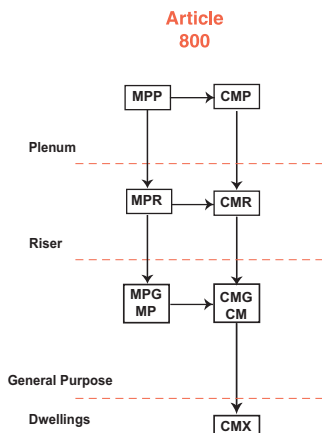 Article
800
MPP CMP
Plenum
MPR CMR
Riser
MPG CMG
MP CM
General Purpose
Dwellings CMX